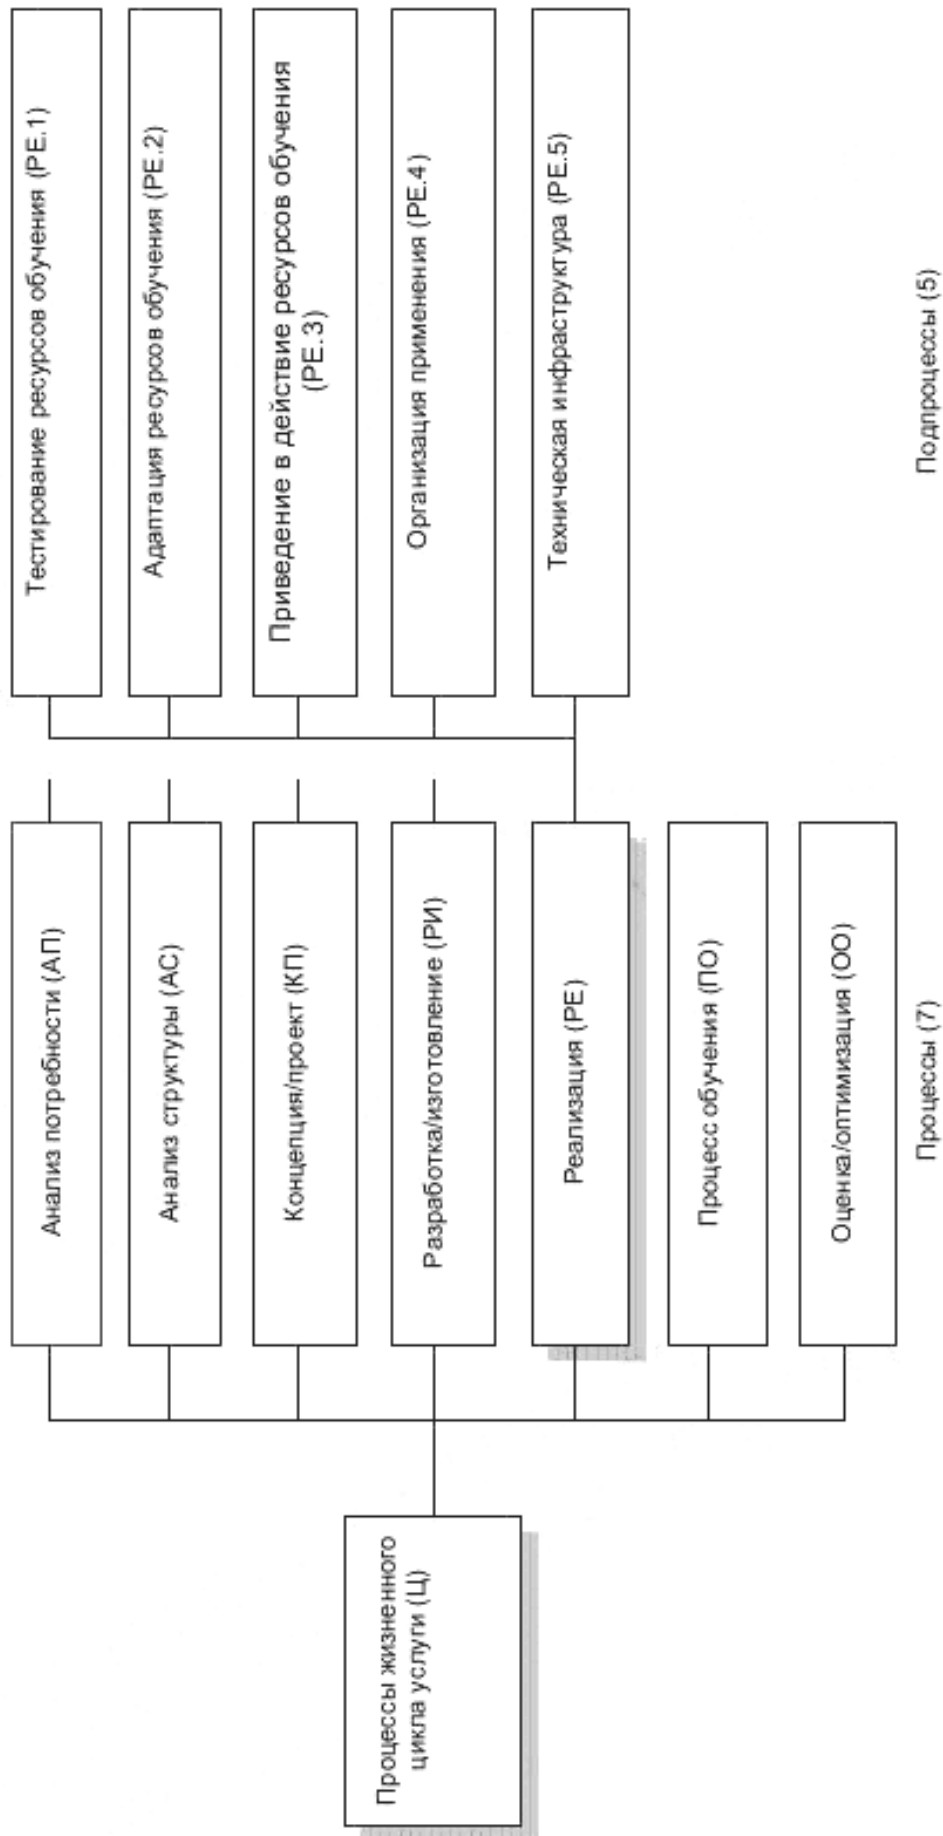 Процессы жизненного
цикла услуги (Ц)
Анализ потребности (АП)
Анализ структуры (АС)
Концепция/проект (КП)
Разработка/изготовление (РИ)
Реализация (РЕ)
Процесс обучения (ПО)
Оценка/оптимизация (ОО)
Процессы (7)
Тестирование ресурсов обучения (РЕ.1)
Адаптация ресурсов обучения (РЕ.2)
Приведение в действие ресурсов обучения
(РЕ.3)
Организация применения (РЕ.4)
Техническая инфраструктура (РЕ.5)
Подпроцессы (5)